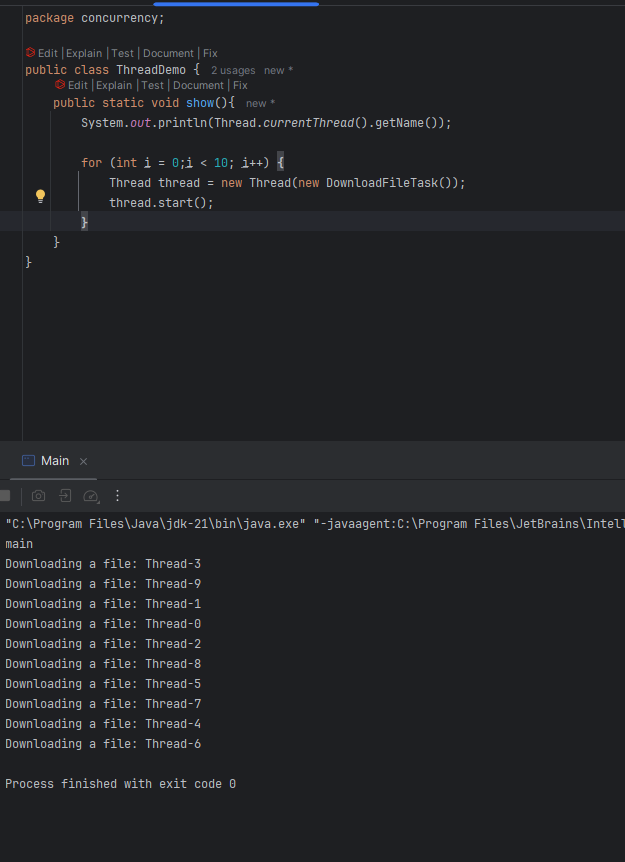 package concurrency;
Edit | Explain | Test | Document | Fix
public class ThreadDemo { 2 usages new *
Edit | Explain | Test | Document | Fix
public static void show(){ new *
System.out.println(Thread.currentThread().getName());
for (int i = 0;i < 10; i++) {
Thread thread = new Thread(new DownloadFileTask());
thread.start();
}
}
}
Main ×
"C:\Program Files\Java\jdk-21\bin\java.exe" "-javaagent:C:\Program Files\JetBrains\Intell
main
Downloading a file: Thread-3
Downloading a file: Thread-9
Downloading a file: Thread-1
Downloading a file: Thread-0
Downloading a file: Thread-2
Downloading a file: Thread-8
Downloading a file: Thread-5
Downloading a file: Thread-7
Downloading a file: Thread-4
Downloading a file: Thread-6
Process finished with exit code 0